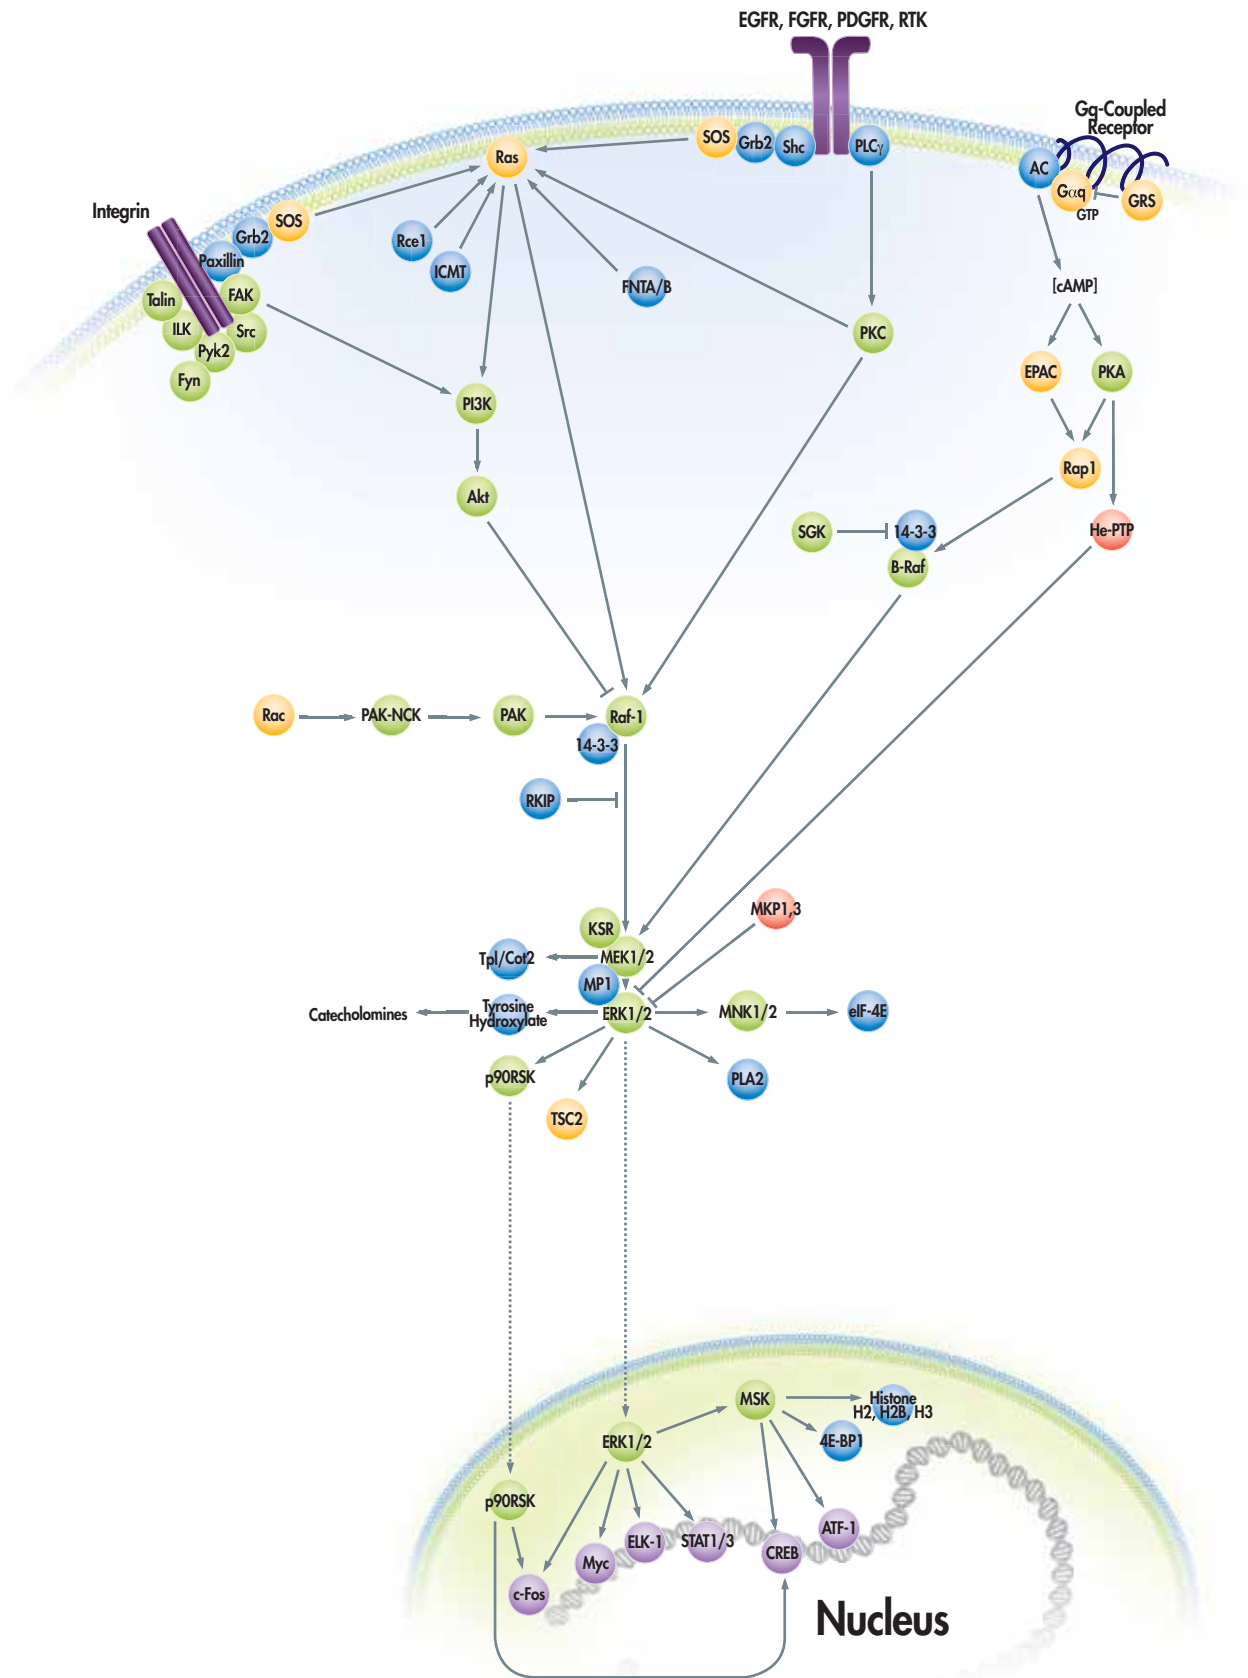 EGFR, FGFR, PDGFR, RTK
Gq-Coupled
Receptor
SOS
Grb2
Shc
PLCγ
Ras
AC
Gαq
GTP
GRS
Integrin
SOS
Grb2
Paxillin
Rce1
ICMT
FNTA/B
[cAMP]
Talin
FAK
ILK
Src
Pyk2
Fyn
PKC
EPAC
PKA
PI3K
Rap1
Akt
SGK
14-3-3
He-PTP
B-Raf
Rac
PAK-NCK
PAK
Raf-1
14-3-3
RKIP
MKP1,3
KSR
Tpl/Cot2
MEK1/2
MP1
Catecholomines
Tyrosine
Hydroxylate
ERK1/2
MNK1/2
eIF-4E
p90RSK
PLA2
TSC2
MSK
Histone
H2, H2B, H3
ERK1/2
4E-BP1
p90RSK
ELK-1
STAT1/3
ATF-1
Myc
CREB
c-Fos
Nucleus